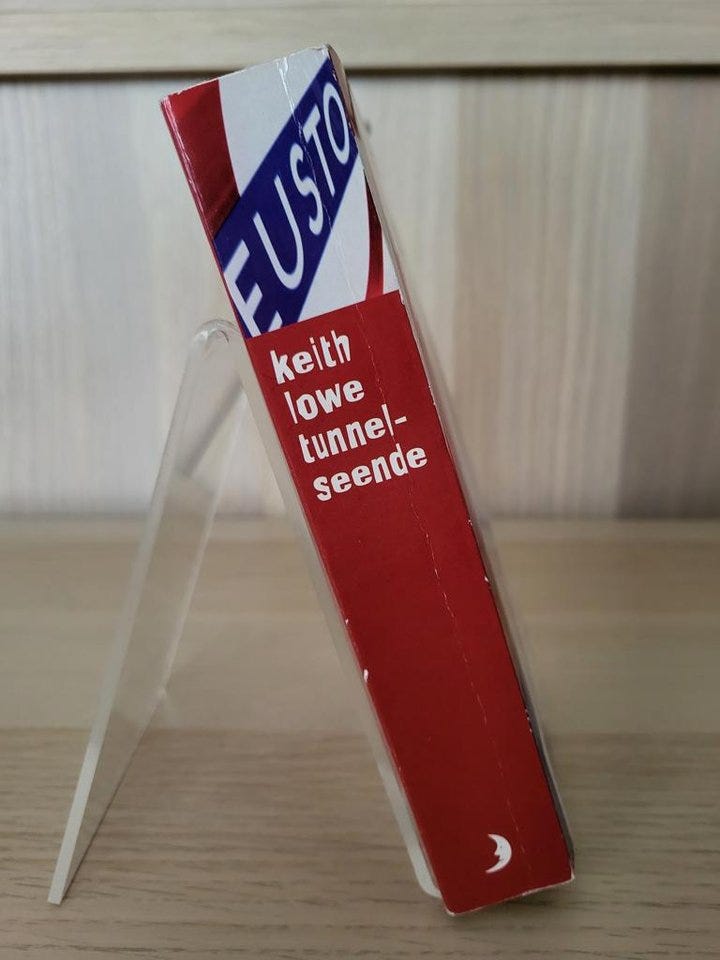 EUSTO
keith
lowe
tunnel-
seende